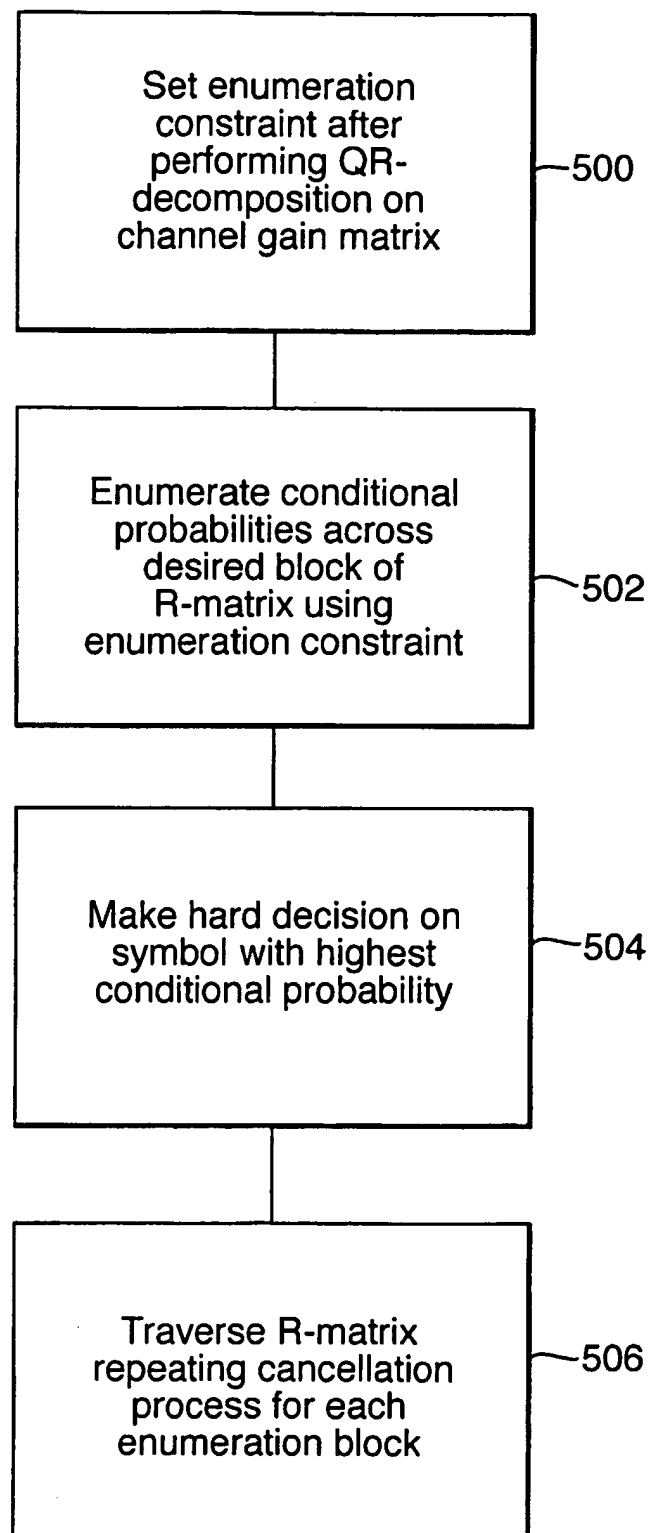 Set enumeration
constraint after
performing QR-
decomposition on
channel gain matrix
500
Enumerate conditional
probabilities across
desired block of
R-matrix using
enumeration constraint
502
Make hard decision on
symbol with highest
conditional probability
504
Traverse R-matrix
repeating cancellation
process for each
enumeration block
506